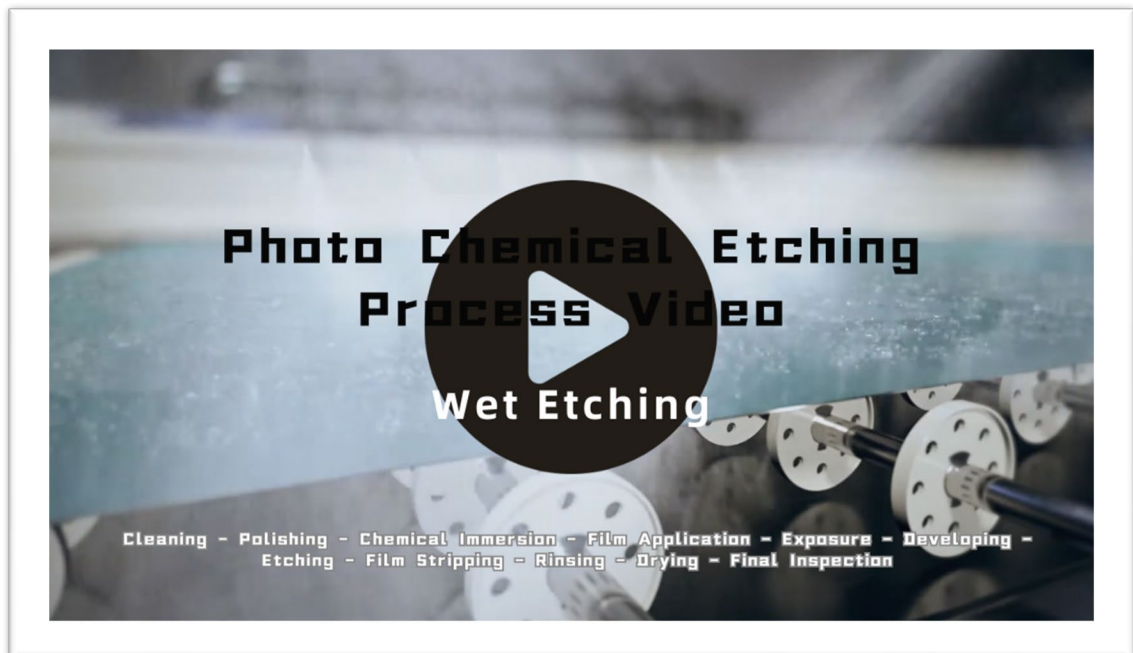 Photo Chemical Etching
Process Video
Wet Etching
Cleaning - Polishing - Chemical Immersion - Film Application - Exposure - Developing -
Etching - Film Stripping - Rinsing - Drying - Final Inspection